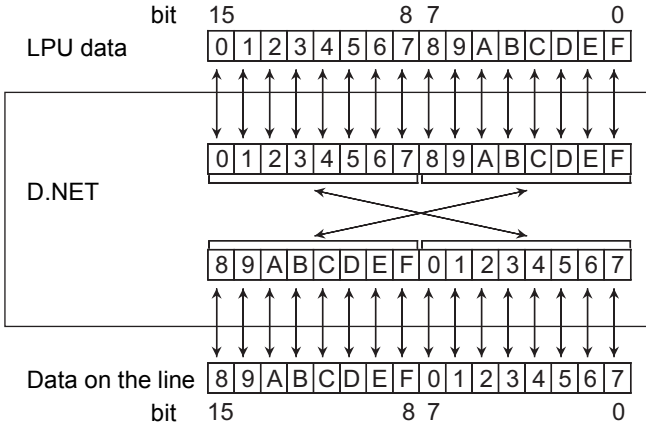 bit 15 8 7 0
LPU data 0 1 2 3 4 5 6 7 8 9 A B C D E F
0 1 2 3 4 5 6 7 8 9 A B C D E F
D.NET
8 9 A B C D E F 0 1 2 3 4 5 6 7
Data on the line 8 9 A B C D E F 0 1 2 3 4 5 6 7
bit 15 8 7 0